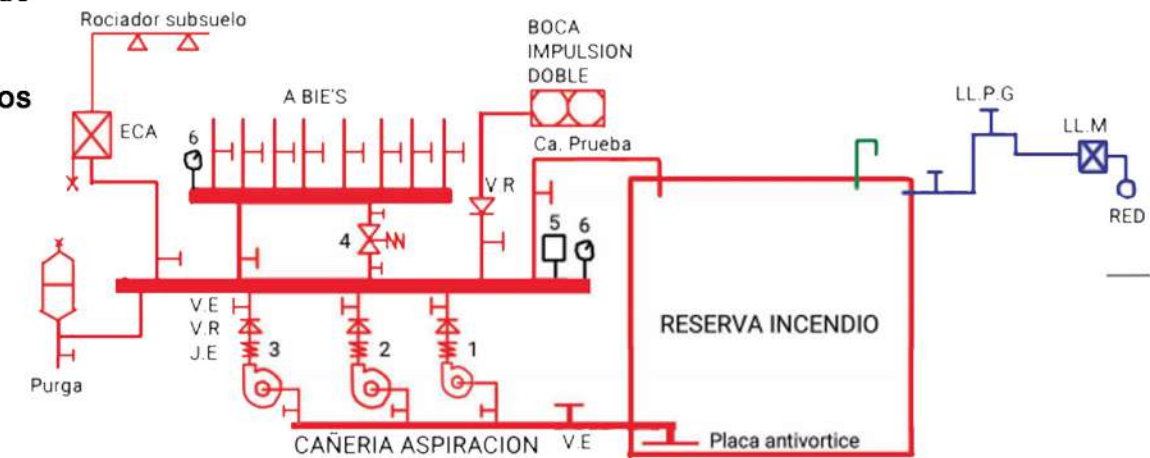 Rociador subsuelo
OS
ECA
6
A BIE'S
BOCA
IMPULSION
DOBLE
Ca. Prueba
V.R
LL.P.G
LL.M
RED
4
5
6
V.E
V.R
J.E
3
2
1
RESERVA INCENDIO
Purga
CAÑERIA ASPIRACION
V.E
Placa antivortice